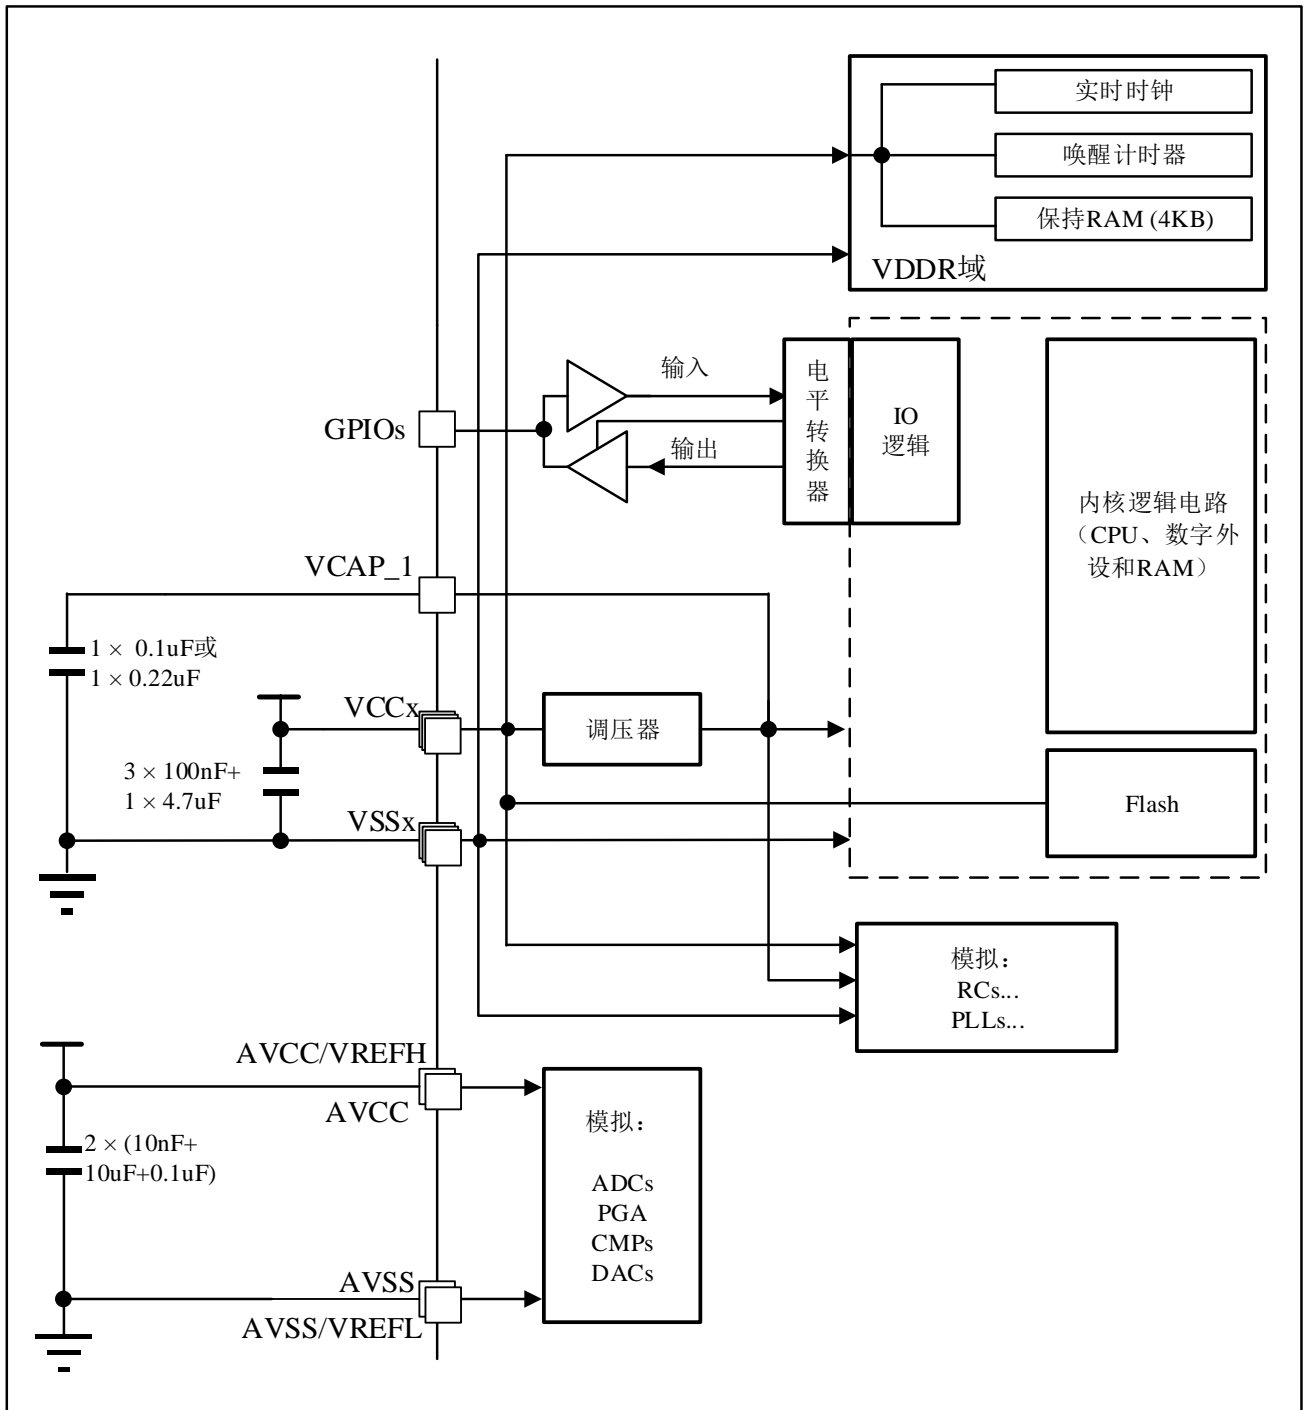 实时时钟
唤醒计时器
保持RAM (4KB)
VDDR域
输入
GPIOs
输出
电
平
转
换
器
IO
逻辑
内核逻辑电路
（CPU、数字外
设和RAM）
VCAP_1
1 × 0.1uF或
1 × 0.22uF
VCCx
调压器
3 × 100nF+
1 × 4.7uF
VSSx
Flash
模拟：
RCs...
PLLs...
AVCC/VREFH
AVCC
2 × (10nF+
10uF+0.1uF)
模拟：
ADCs
PGA
CMPs
DACs
AVSS
AVSS/VREFL